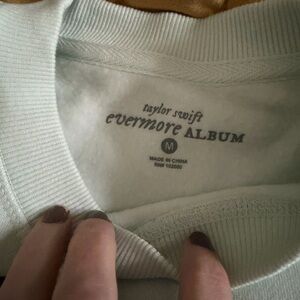 taylor swift
evermore ALBUM
M
MADE IN CHINA